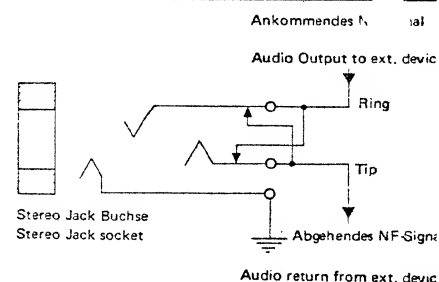 Ankommendes
Audio Output to ext. devic
Ring
Tip
Stereo Jack Buchse
Stereo Jack socket
Abgehendes NF-Signa
Audio return from ext. devic